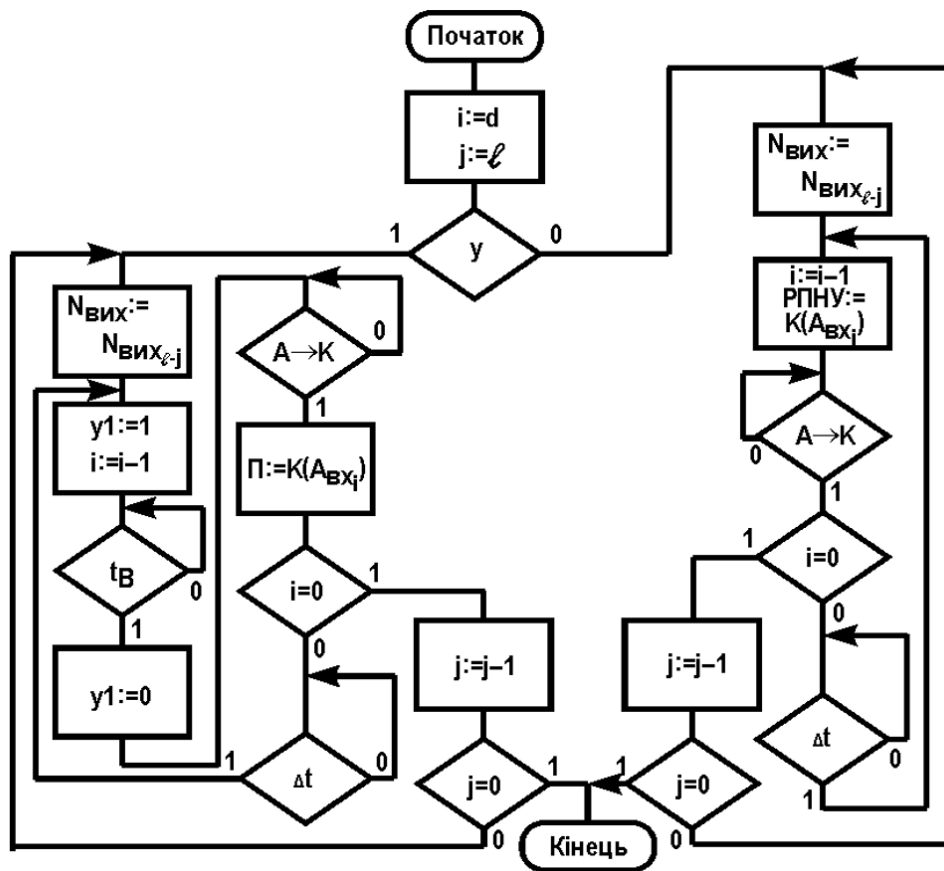 Початок
i:=d
j:=ℓ
y
1
0
Nвих:=
Nвихℓ-j
y1:=1
i:=i–1
tВ
0
1
y1:=0
A→K
0
1
П:=K(Aвхi)
i=0
1
0
Δt
1
0
j:=j–1
j=0
1
0
Nвих:=
Nвихℓ-j
i:=i–1
РПНУ:=
K(Aвхi)
A→K
0
1
i=0
1
0
Δt
0
1
j:=j–1
j=0
1
0
Кінець